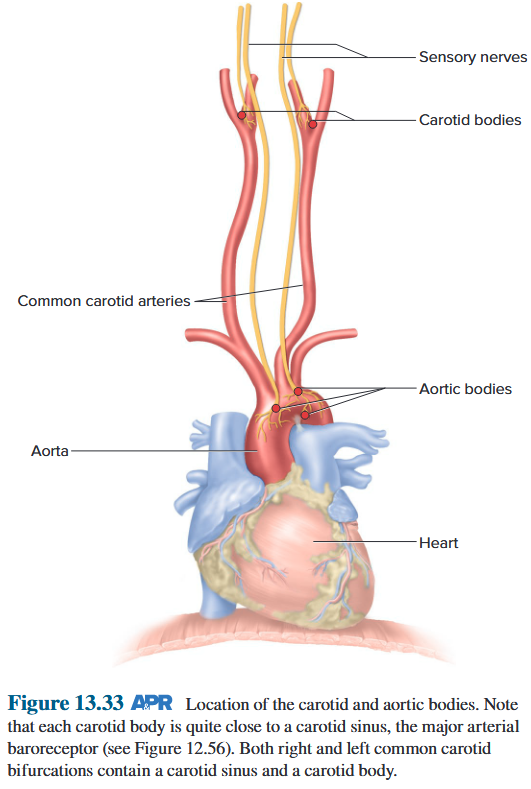 Sensory nerves
Carotid bodies
Common carotid arteries
Aortic bodies
Aorta
Heart
Figure 13.33 APR Location of the carotid and aortic bodies. Note
that each carotid body is quite close to a carotid sinus, the major arterial
baroreceptor (see Figure 12.56). Both right and left common carotid
bifurcations contain a carotid sinus and a carotid body.